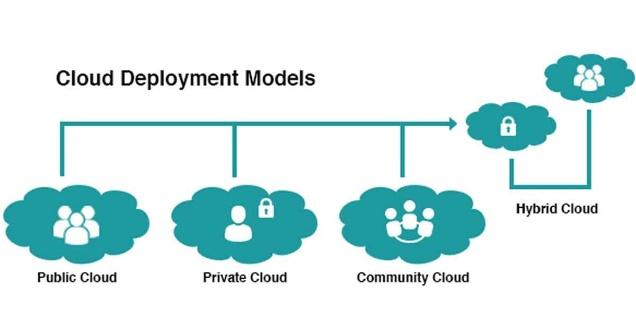 Cloud Deployment Models
Hybrid Cloud
Public Cloud
Private Cloud
Community Cloud